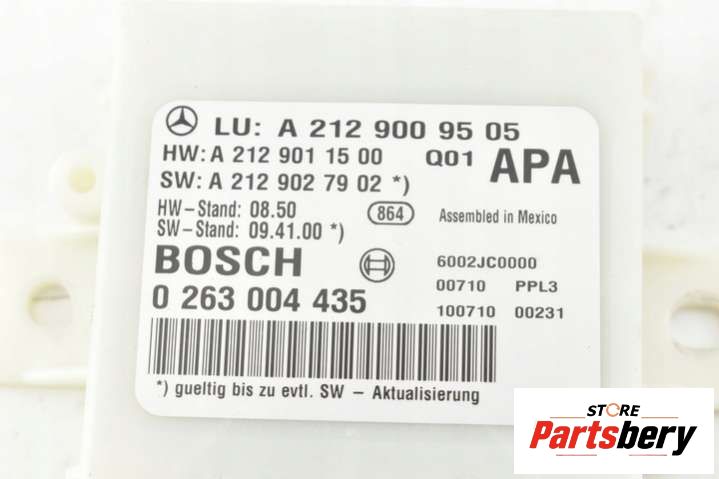 LU: A 212 900 95 05
HW: A 212 901 15 00 Q01 APA
SW: A 212 902 79 02 *)
HW-Stand: 08.50 864 Assembled in Mexico
SW-Stand: 09.41.00 *)
BOSCH 6002JC0000
0 263 004 435 00710 PPL3
100710 00231
*) gueltig bis zu evtl. SW - Aktualisierung
STORE
Partsbery